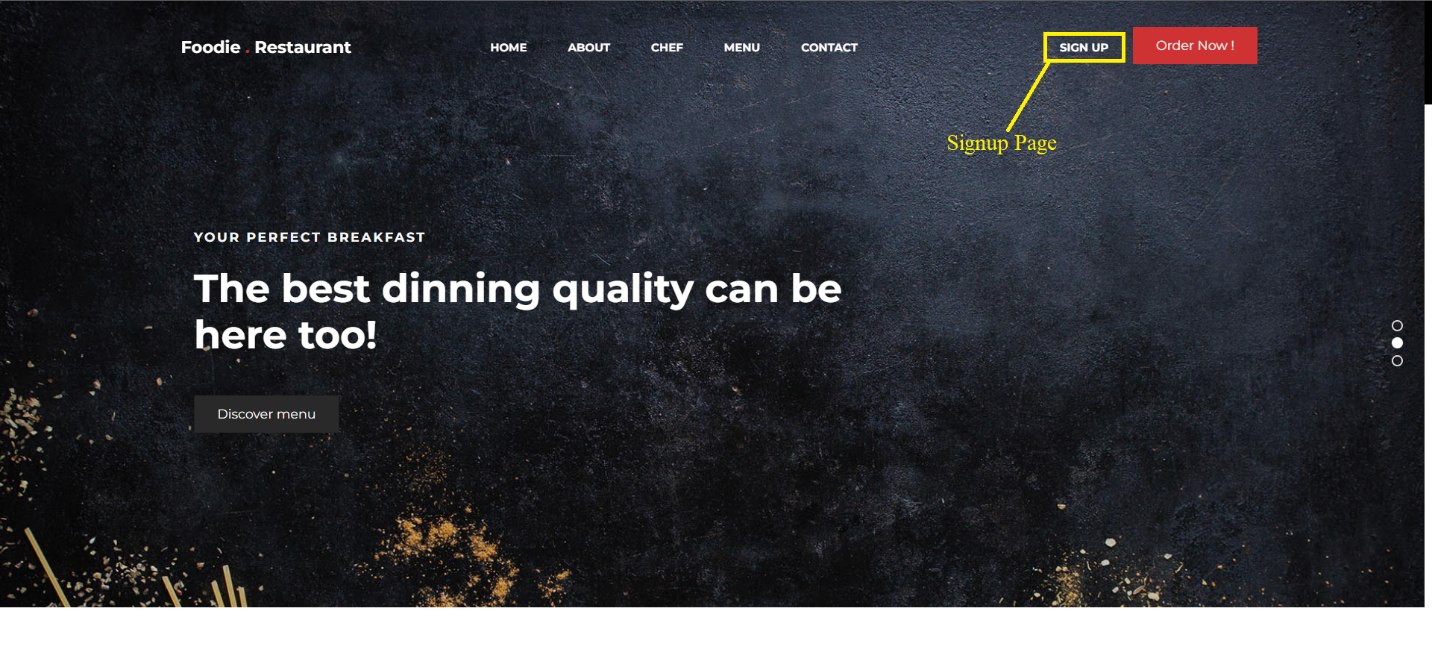 Foodie . Restaurant
HOME ABOUT CHEF MENU CONTACT
SIGN UP
Order Now !
Signup Page
YOUR PERFECT BREAKFAST
The best dinning quality can be
here too!
Discover menu